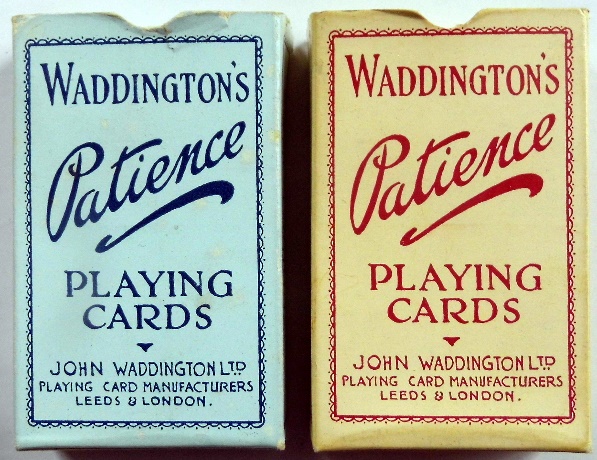 WADDINGTON'S
Patience
PLAYING
CARDS
JOHN WADDINGTON LTD
PLAYING CARD MANUFACTURERS
LEEDS & LONDON.
WADDINGTON'S
Patience
PLAYING
CARDS
JOHN WADDINGTON LTD
PLAYING CARD MANUFACTURERS
LEEDS & LONDON.